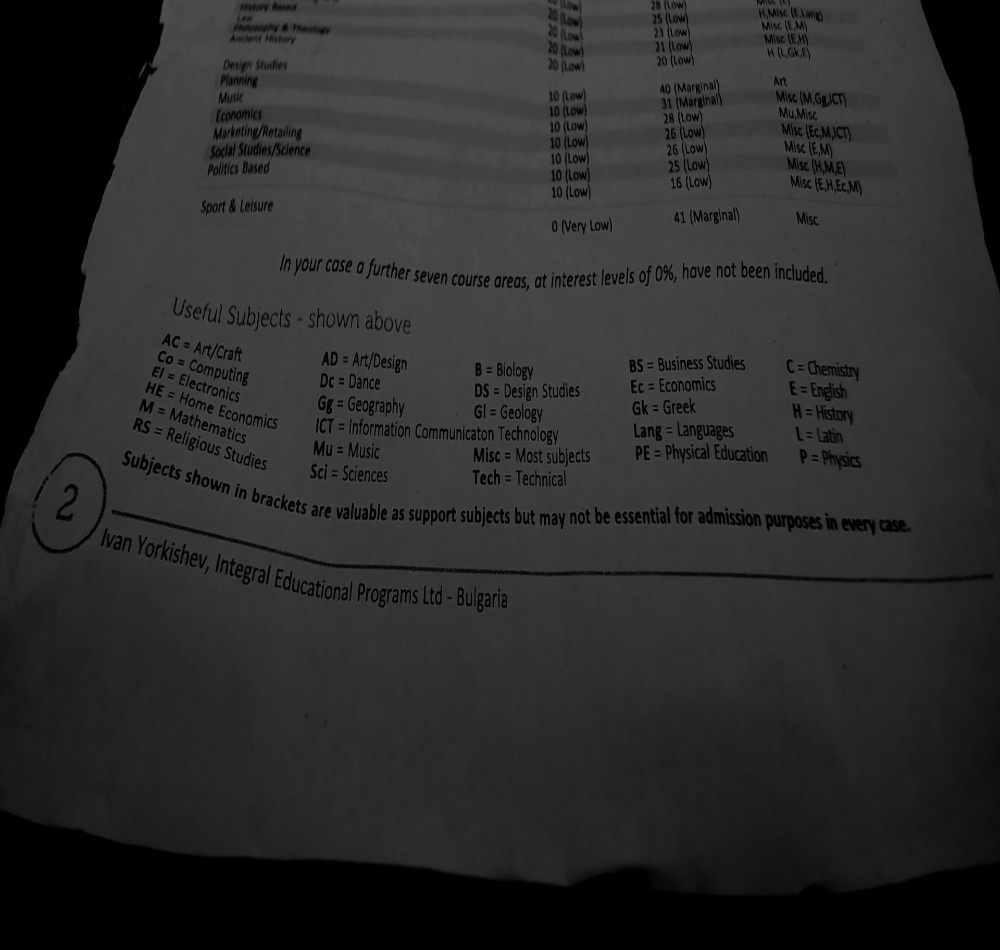 20 (Low) 28 (Low)
History Based 20 (Low) 25 (Low) H,Misc (E,Lang)
Law 20 (Low) 23 (Low) Misc (E,M)
Philosophy & Theology 20 (Low) 21 (Low) Misc (E,H)
Ancient History 20 (Low) 20 (Low) H (L,Gk,E)
Design Studies 10 (Low) 40 (Marginal) Art
Planning 10 (Low) 31 (Marginal) Misc (M,Gg,ICT)
Music 10 (Low) 28 (Low) Mu,Misc
Economics 10 (Low) 26 (Low) Misc (Ec,M,ICT)
Marketing/Retailing 10 (Low) 26 (Low) Misc (E,M)
Social Studies/Science 10 (Low) 25 (Low) Misc (H,M,E)
Politics Based 10 (Low) 16 (Low) Misc (E,H,Ec,M)
Sport & Leisure 0 (Very Low) 41 (Marginal) Misc
In your case a further seven course areas, at interest levels of 0%, have not been included.
Useful Subjects - shown above
AC = Art/Craft AD = Art/Design B = Biology BS = Business Studies C = Chemistry
Co = Computing Dc = Dance DS = Design Studies Ec = Economics E = English
El = Electronics Gg = Geography Gl = Geology Gk = Greek H = History
HE = Home Economics ICT = Information Communicaton Technology Lang = Languages L = Latin
M = Mathematics Mu = Music Misc = Most subjects PE = Physical Education P = Physics
RS = Religious Studies Sci = Sciences Tech = Technical
Subjects shown in brackets are valuable as support subjects but may not be essential for admission purposes in every case.
2
Ivan Yorkishev, Integral Educational Programs Ltd - Bulgaria